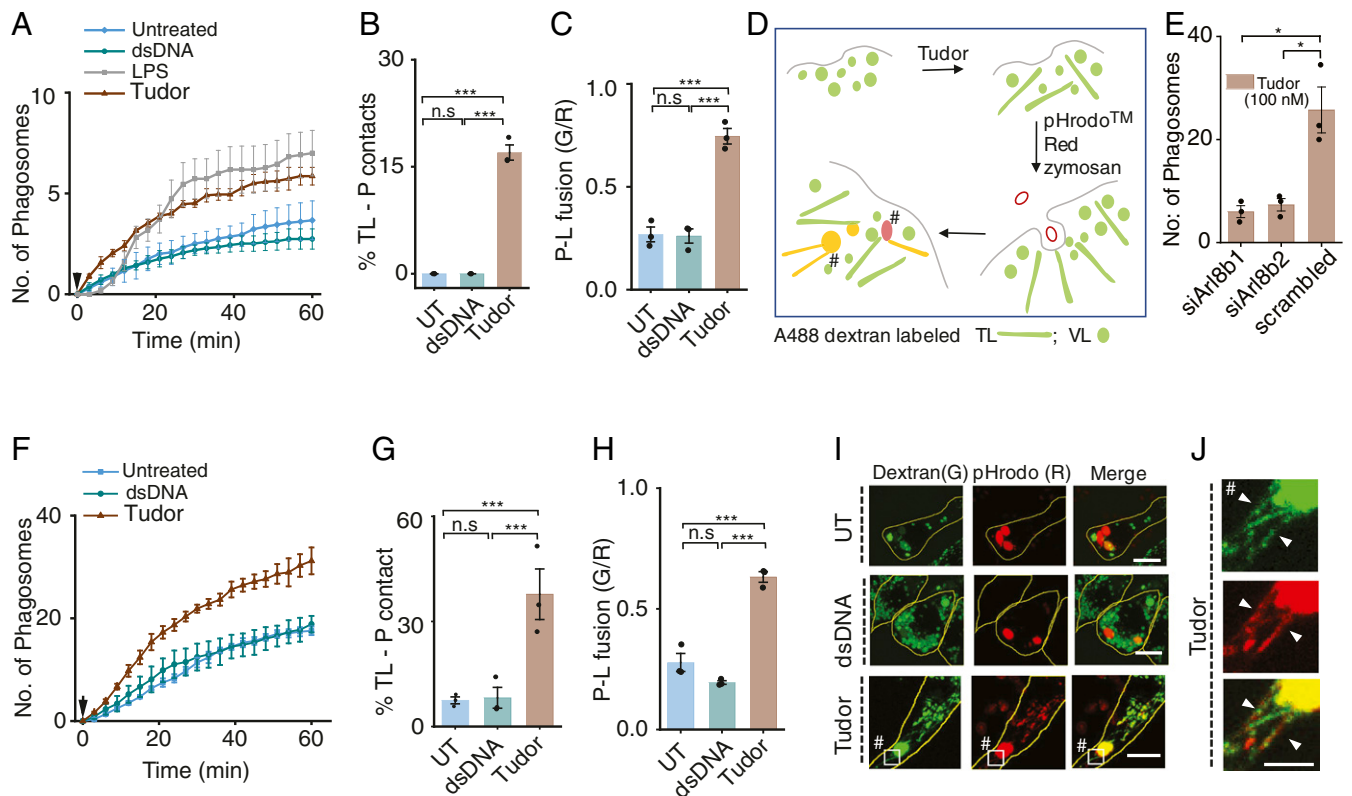 A
Untreated
dsDNA
LPS
Tudor
No. of Phagosomes
10
5
0
0 20 40 60
Time (min)
B
% TL - P contacts
30
15
0
***
n.s ***
UT
dsDNA
Tudor
C
P-L fusion (G/R)
1.0
0.5
0.0
***
n.s ***
UT
dsDNA
Tudor
D
Tudor
pHrodo™
Red
zymosan
#
#
A488 dextran labeled TL ; VL
E
No: of Phagosomes
40
20
0
*
*
Tudor
(100 nM)
siArl8b1
siArl8b2
scrambled
F
Untreated
dsDNA
Tudor
No. of Phagosomes
40
20
0
0 20 40 60
Time (min)
G
% TL - P contact
60
30
0
***
n.s ***
UT
dsDNA
Tudor
H
P-L fusion (G/R)
1.0
0.5
0.0
***
n.s ***
UT
dsDNA
Tudor
I
Dextran(G) pHrodo (R) Merge
UT
dsDNA
Tudor
# # #
J
Tudor
#